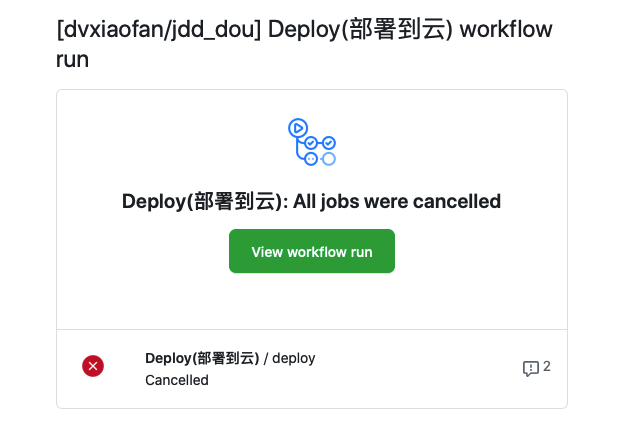 [dvxiaofan/jdd_dou] Deploy(部署到云) workflow
run
Deploy(部署到云): All jobs were cancelled
View workflow run
Deploy(部署到云) / deploy
Cancelled
2